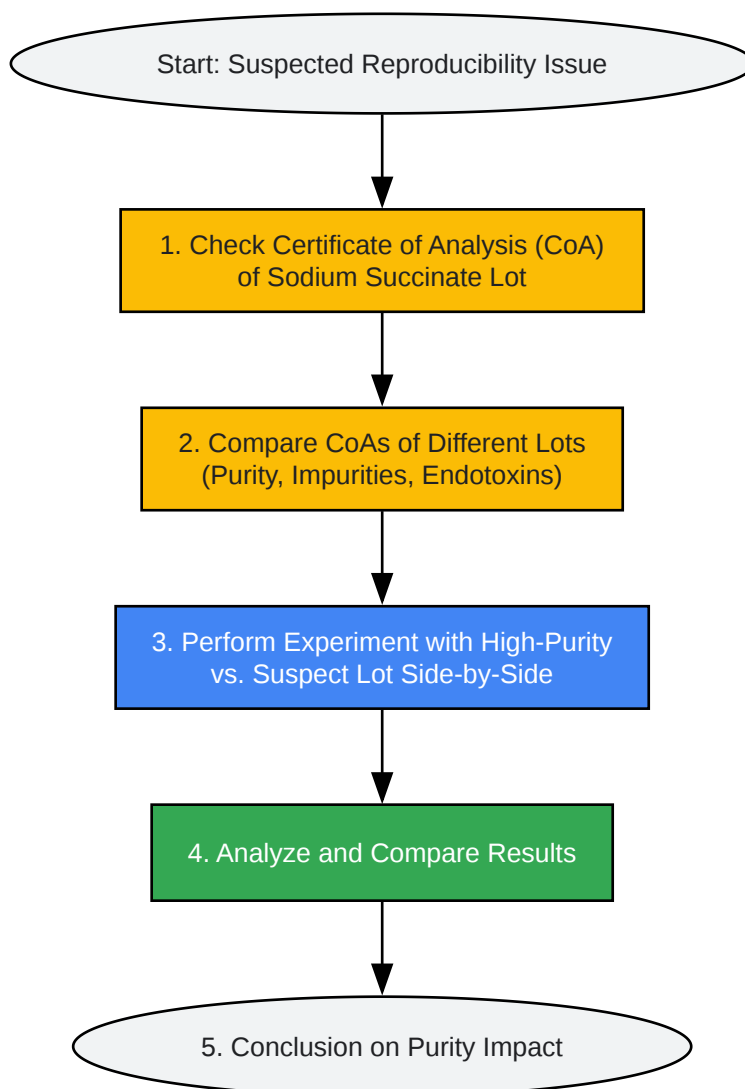 Start: Suspected Reproducibility Issue
1. Check Certificate of Analysis (CoA)
of Sodium Succinate Lot
2. Compare CoAs of Different Lots
(Purity, Impurities, Endotoxins)
3. Perform Experiment with High-Purity
vs. Suspect Lot Side-by-Side
4. Analyze and Compare Results
5. Conclusion on Purity Impact